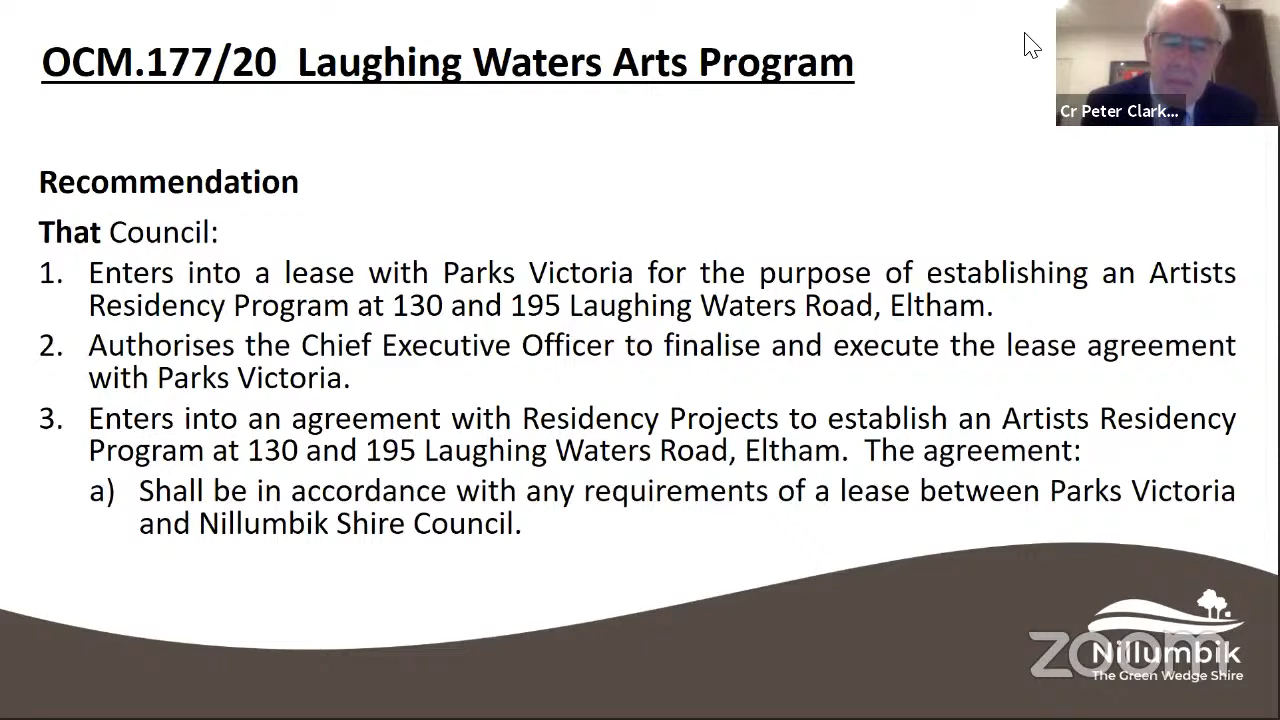 OCM.177/20 Laughing Waters Arts Program
Cr Peter Clark...
Recommendation
That Council:
1. Enters into a lease with Parks Victoria for the purpose of establishing an Artists
Residency Program at 130 and 195 Laughing Waters Road, Eltham.
2. Authorises the Chief Executive Officer to finalise and execute the lease agreement
with Parks Victoria.
3. Enters into an agreement with Residency Projects to establish an Artists Residency
Program at 130 and 195 Laughing Waters Road, Eltham. The agreement:
a) Shall be in accordance with any requirements of a lease between Parks Victoria
and Nillumbik Shire Council.
zoom
Nillumbik
The Green Wedge Shire